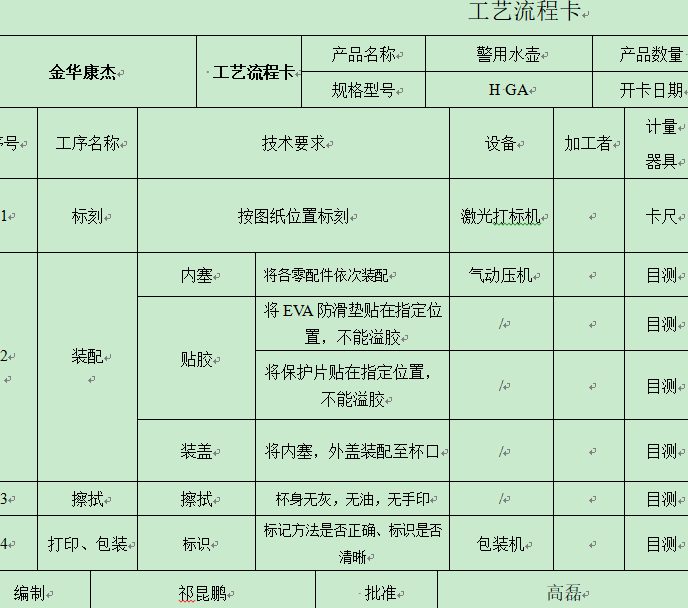 工艺流程卡
金华康杰 工艺流程卡 产品名称 警用水壶 产品数量
规格型号 H GA 开卡日期
序号 工序名称 技术要求 设备 加工者 计量
器具
1 标刻 按图纸位置标刻 激光打标机 卡尺
2 装配 内塞 将各零配件依次装配 气动压机 目测
贴胶 将 EVA 防滑垫贴在指定位
置，不能溢胶 / 目测
将保护片贴在指定位置，
不能溢胶 / 目测
装盖 将内塞，外盖装配至杯口 / 目测
3 擦拭 擦拭 杯身无灰，无油，无手印 / 目测
4 打印、包装 标识 标记方法是否正确、标识是否
清晰 包装机 目测
编制 祁昆鹏 批准 高磊